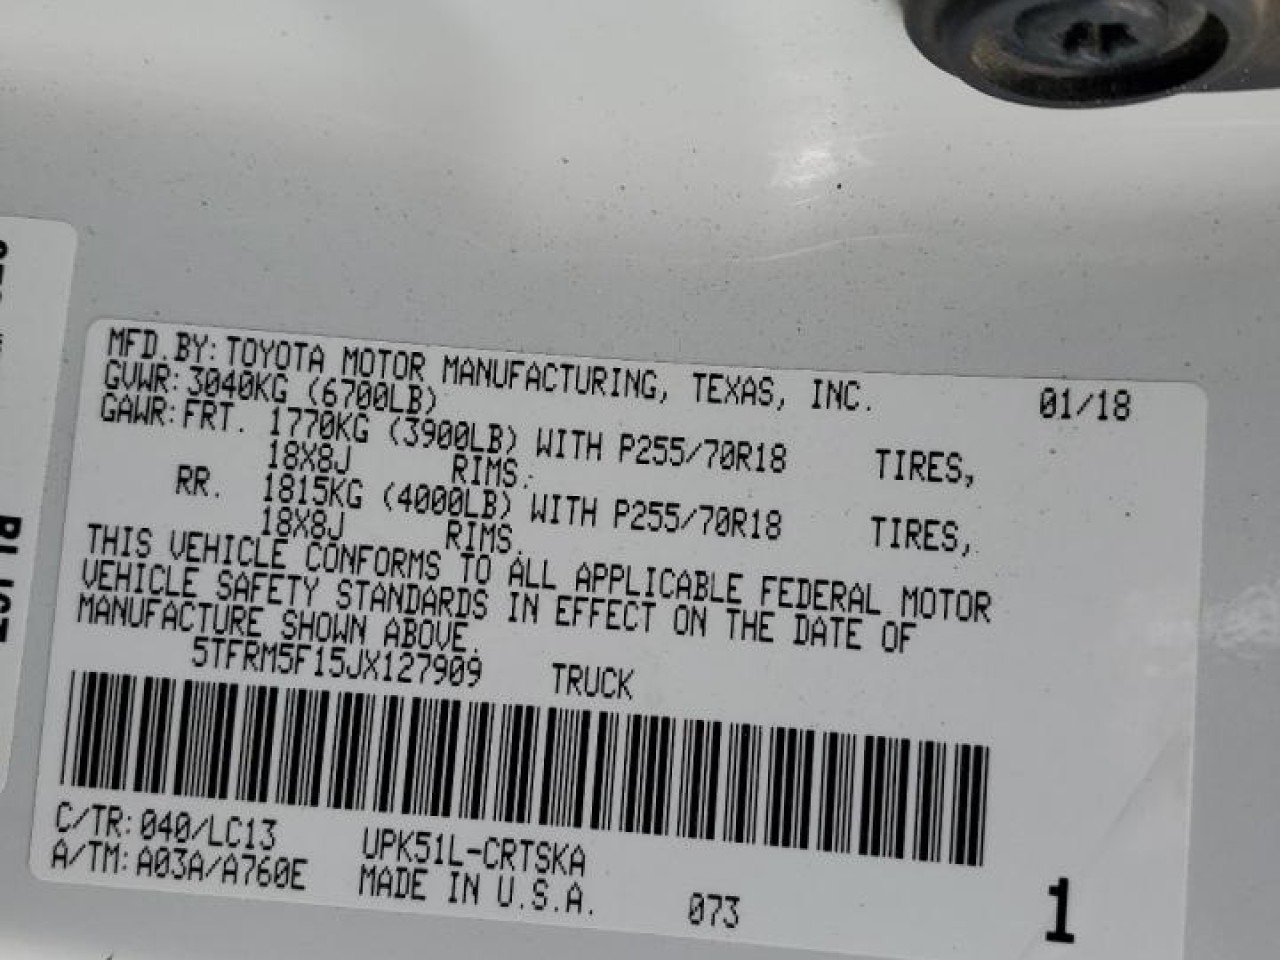 MFD.BY:TOYOTA MOTOR MANUFACTURING, TEXAS, INC. 01/18
GVWR:3040KG (6700LB)
GAWR:FRT. 1770KG (3900LB) WITH P255/70R18 TIRES,
18X8J RIMS.
RR. 1815KG (4000LB) WITH P255/70R18 TIRES,
18X8J RIMS.
THIS VEHICLE CONFORMS TO ALL APPLICABLE FEDERAL MOTOR
VEHICLE SAFETY STANDARDS IN EFFECT ON THE DATE OF
MANUFACTURE SHOWN ABOVE.
5TFRM5F15JX127909 TRUCK
C/TR:040/LC13 UPK51L-CRTSKA
A/TM:A03A/A760E MADE IN U.S.A. 073 1